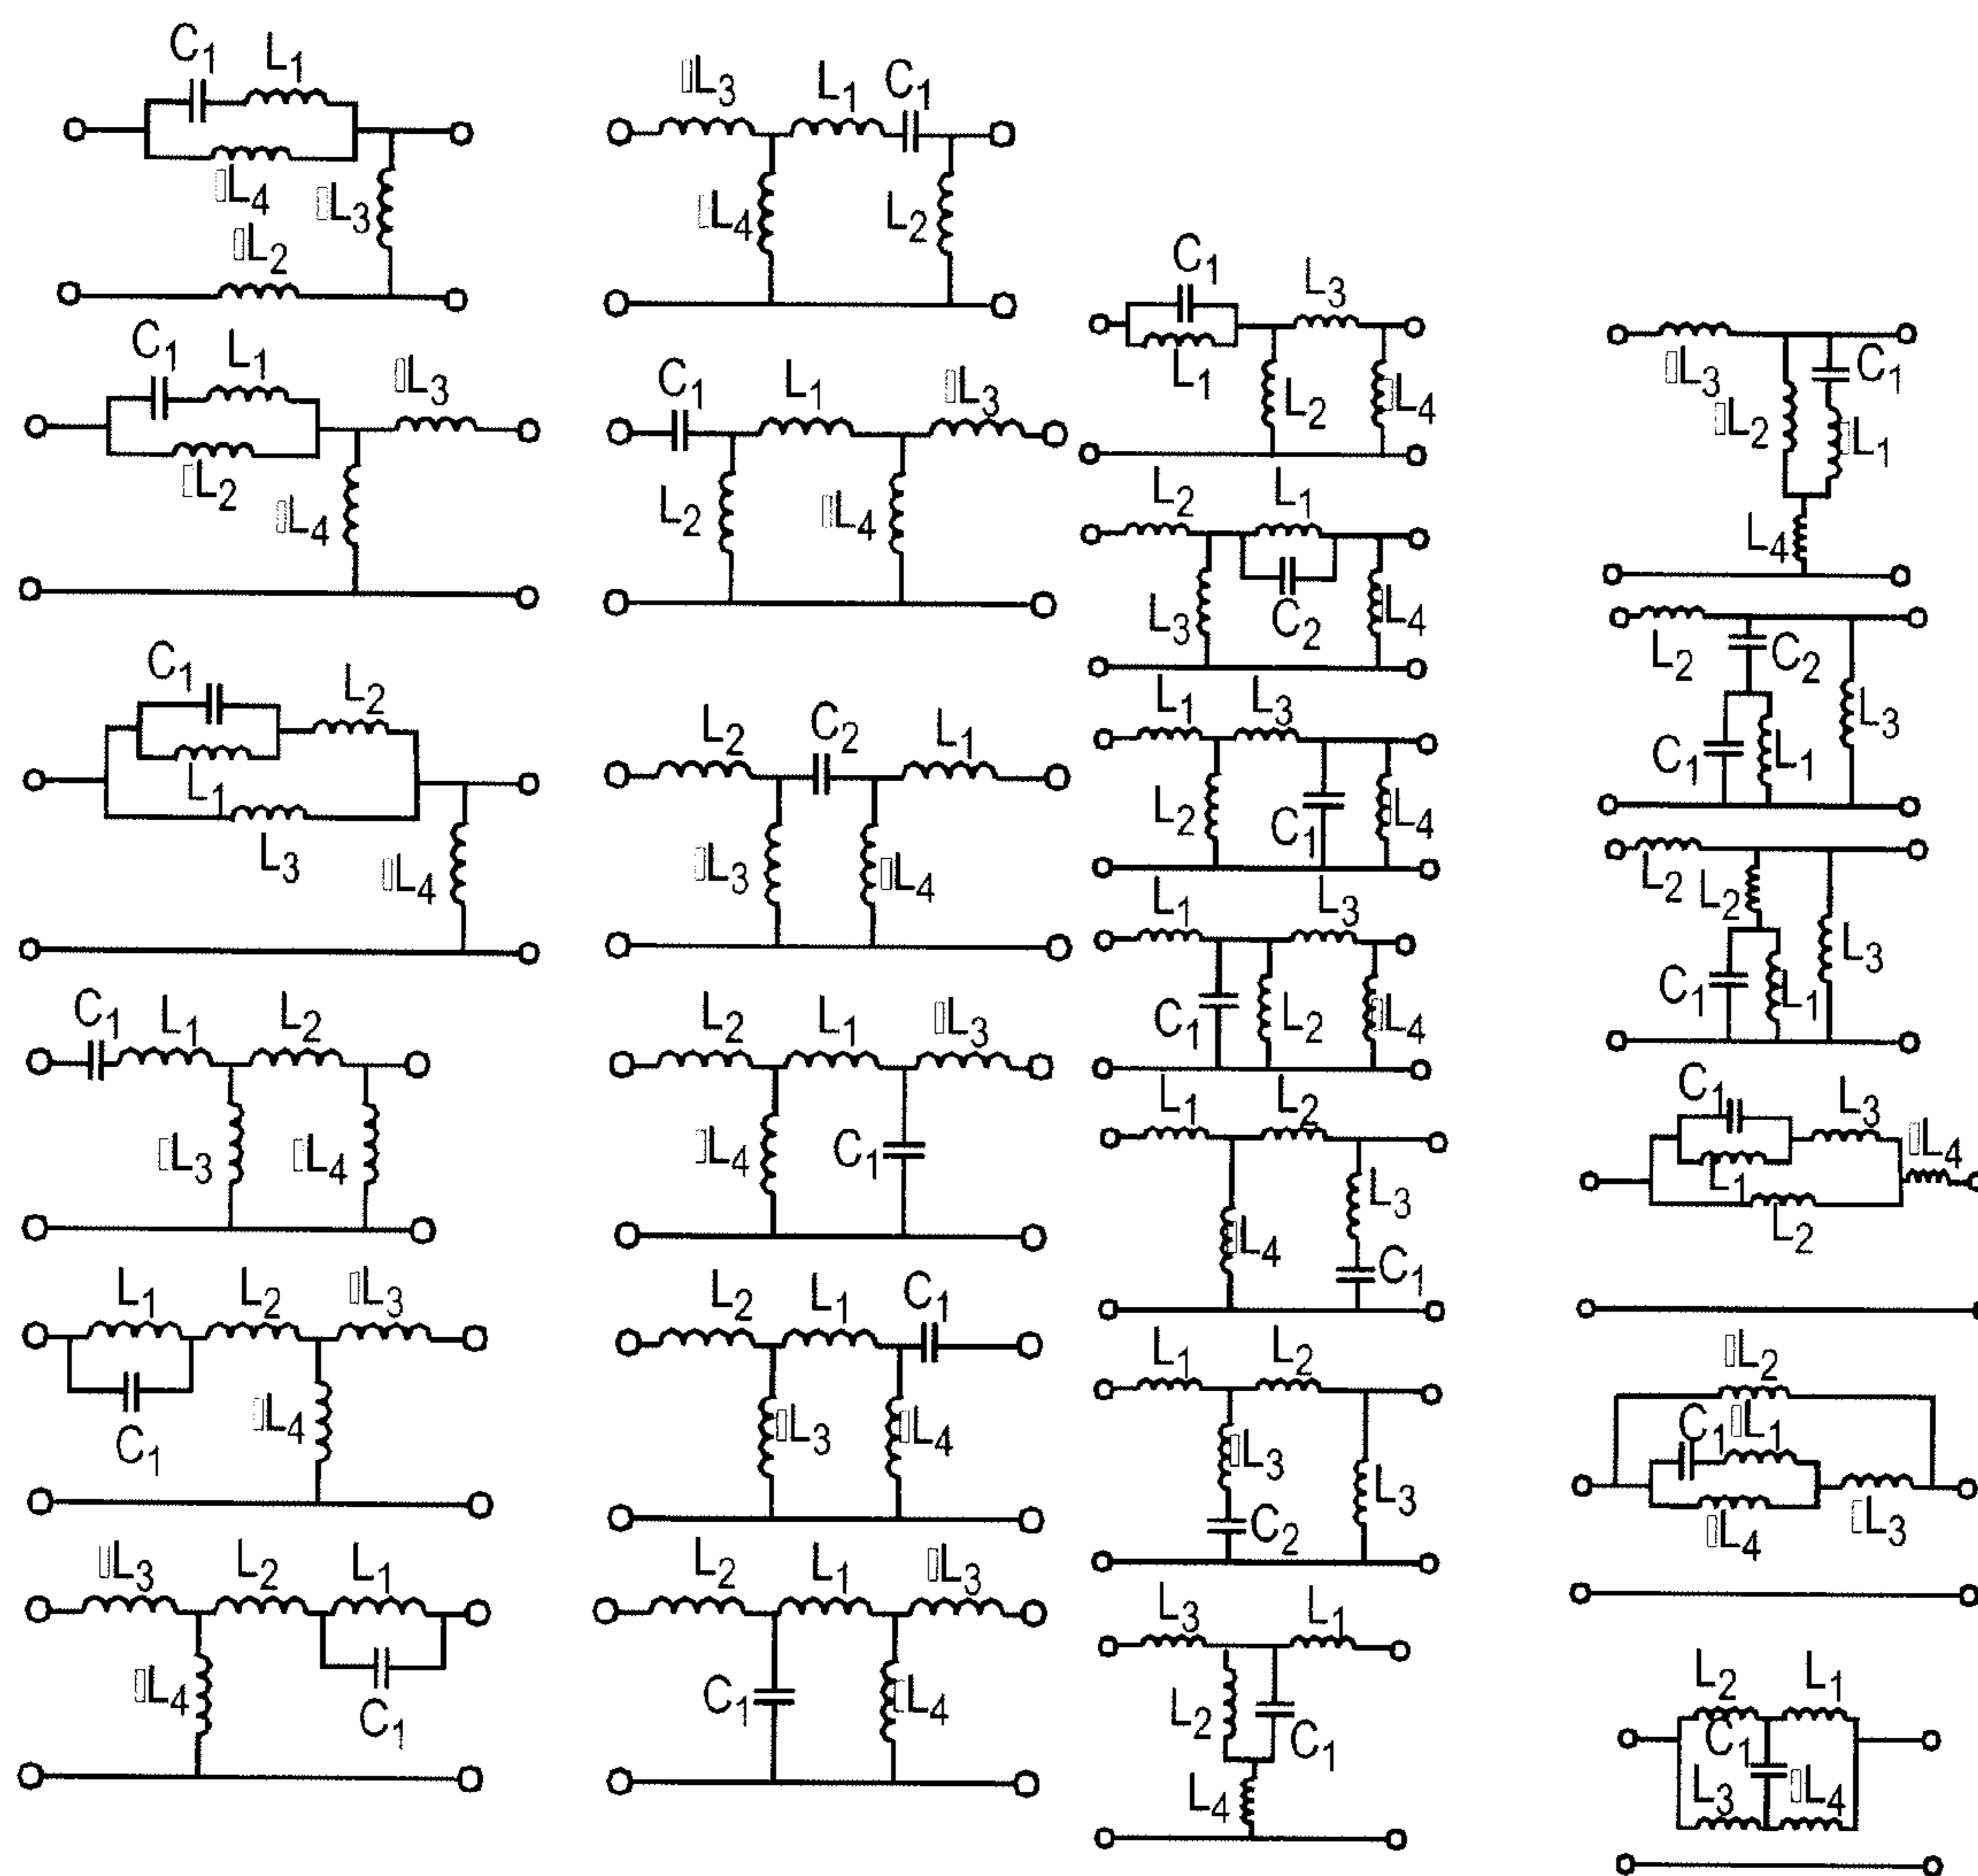 C1 L1
L4 L3
L2
C1 L1 L3
L2 L4
C1 L2
L1
L3 L4
C1 L1 L2
L3 L4
L1 L2 L3
C1 L4
L3 L2 L1
L4 C1
L3 L1 C1
L4 L2
C1 L1 L3
L2 L4
L2 C2 L1
L3 L4
L2 L1 L3
L4 C1
L2 L1 C1
L3 L4
L2 L1 L3
C1 L4
C1 L3
L1 L2 L4
L2 L1
L3 C2 L4
L1 L3
L2 C1 L4
L1 L3
C1 L2 L4
L1 L2
L4 L3
C1
L1 L2
L3 L3
C2
L3 L1
L2 C1
L4
L3 C1
L2 L1
L4
L2 C2
C1 L1 L3
L2 L2
L3
C1 L1
C1 L3 L4
L1
L2
L2
C1 L1
L4 L3
L2 L1
C1
L3 L4